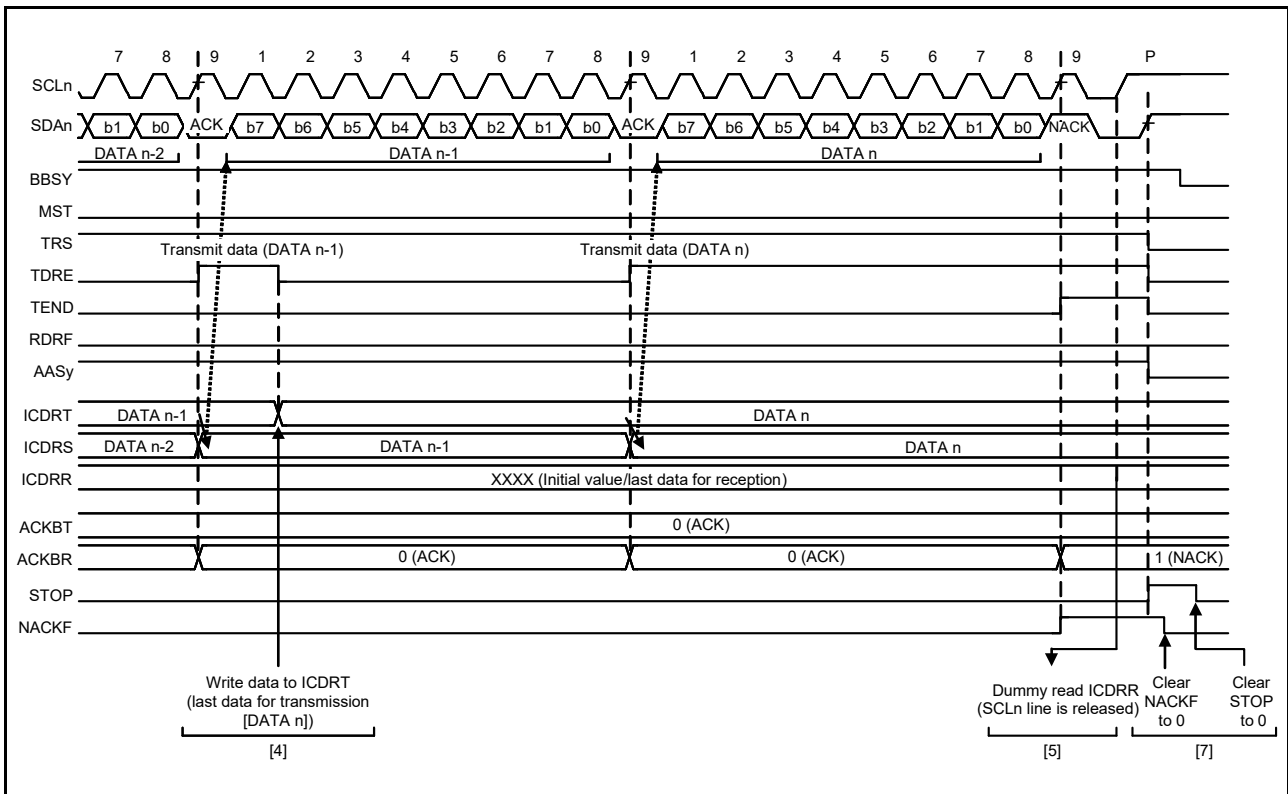 7 8 9 1 2 3 4 5 6 7 8 9 1 2 3 4 5 6 7 8 9 P
SCLn
SDAn b1 b0 ACK b7 b6 b5 b4 b3 b2 b1 b0 ACK b7 b6 b5 b4 b3 b2 b1 b0 NACK
DATA n-2 DATA n-1 DATA n
BBSY
MST
TRS
Transmit data (DATA n-1) Transmit data (DATA n)
TDRE
TEND
RDRF
AASy
ICDRT DATA n-1 DATA n
ICDRS DATA n-2 DATA n-1 DATA n
ICDRR XXXX (Initial value/last data for reception)
ACKBT 0 (ACK)
ACKBR 0 (ACK) 0 (ACK) 1 (NACK)
STOP
NACKF
Write data to ICDRT
(last data for transmission
[DATA n])
[4]
Dummy read ICDRR
(SCLn line is released)
[5]
Clear
NACKF
to 0
Clear
STOP
to 0
[7]